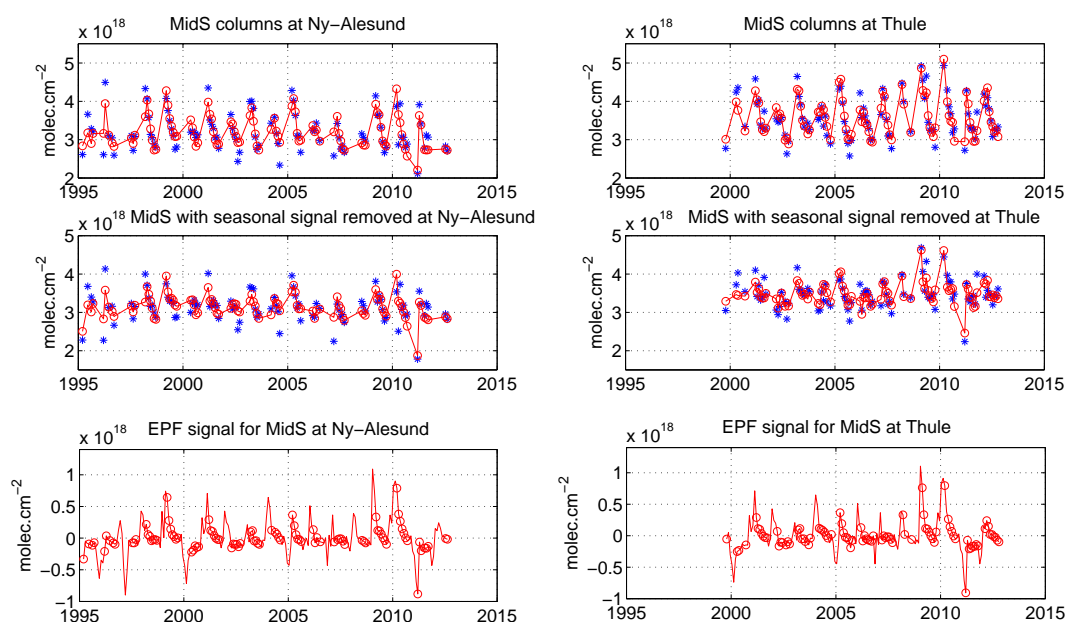 MidS columns at Ny−Alesund
x 10^18
molec.cm^−2
5
4
3
2
1995 2000 2005 2010 2015
MidS columns at Thule
x 10^18
molec.cm^−2
5
4
3
2
1995 2000 2005 2010 2015
MidS with seasonal signal removed at Ny−Alesund
x 10^18
molec.cm^−2
5
4
3
2
1995 2000 2005 2010 2015
MidS with seasonal signal removed at Thule
x 10^18
molec.cm^−2
5
4
3
2
1995 2000 2005 2010 2015
EPF signal for MidS at Ny−Alesund
x 10^18
molec.cm^−2
1
0.5
0
−0.5
−1
1995 2000 2005 2010 2015
EPF signal for MidS at Thule
x 10^18
molec.cm^−2
1
0.5
0
−0.5
−1
1995 2000 2005 2010 2015